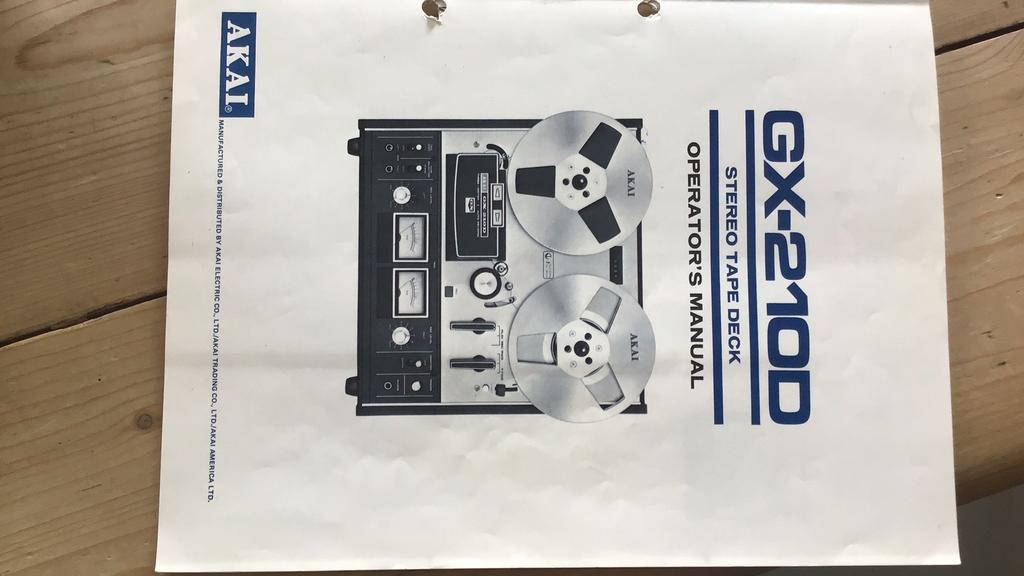 GX-210D
STEREO TAPE DECK
OPERATOR'S MANUAL
AKAI
AKAI
AKAI®
MANUFACTURED & DISTRIBUTED BY AKAI ELECTRIC CO., LTD./AKAI TRADING CO., LTD./AKAI AMERICA LTD.